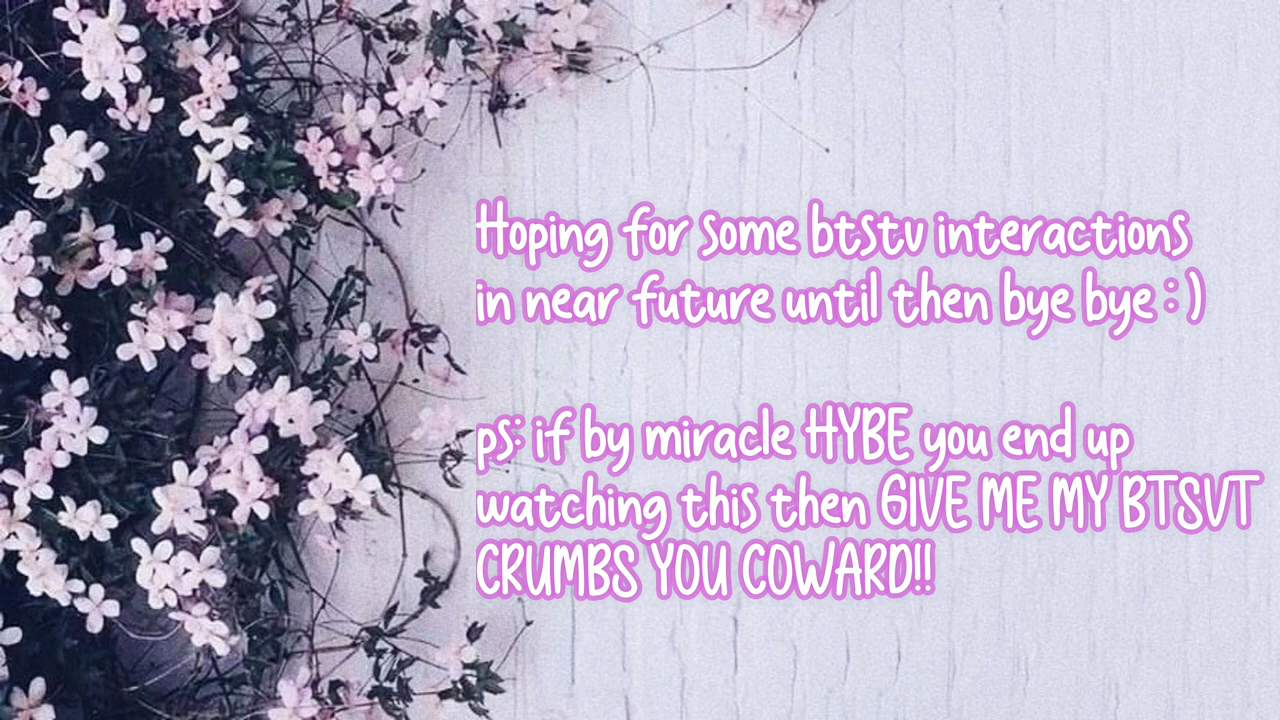 Hoping for some btstv interactions
in near future until then bye bye : )
ps: if by miracle HYBE you end up
watching this then GIVE ME MY BTSVT
CRUMBS YOU COWARD!!